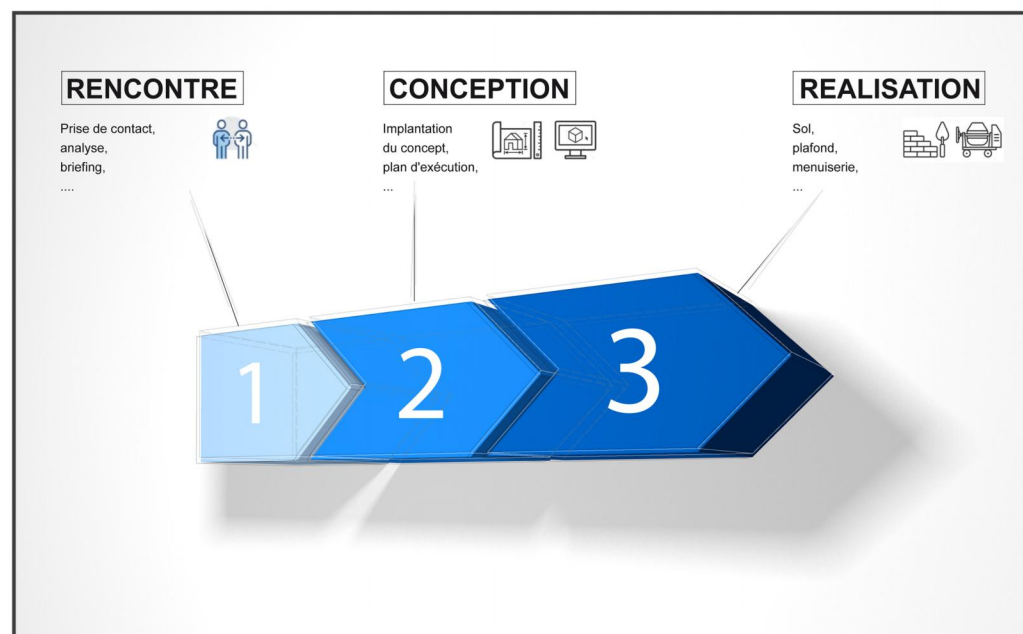 RENCONTRE
Prise de contact,
analyse,
briefing,
....
CONCEPTION
Implantation
du concept,
plan d'exécution,
...
REALISATION
Sol,
plafond,
menuiserie,
...
1
2
3